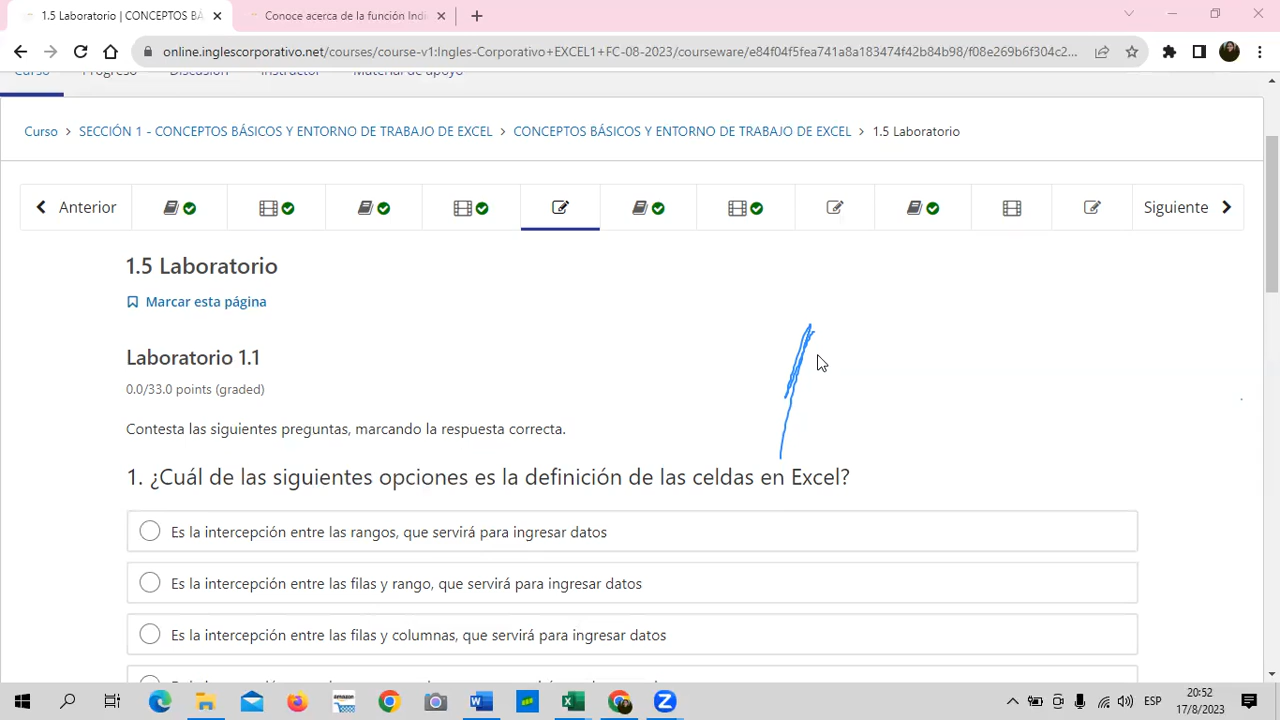 1.5 Laboratorio | CONCEPTOS BÁ
Conoce acerca de la función Indi
online.inglescorporativo.net/courses/course-v1:Ingles-Corporativo+EXCEL1+FC-08-2023/courseware/e84f04f5fea741a8a183474f42b84b98/f08e269b6f304c2...
Curso Progreso Discusión Instructor Material de apoyo
Curso > SECCIÓN 1 - CONCEPTOS BÁSICOS Y ENTORNO DE TRABAJO DE EXCEL > CONCEPTOS BÁSICOS Y ENTORNO DE TRABAJO DE EXCEL > 1.5 Laboratorio
Anterior
Siguiente
1.5 Laboratorio
Marcar esta página
Laboratorio 1.1
0.0/33.0 points (graded)
Contesta las siguientes preguntas, marcando la respuesta correcta.
1. ¿Cuál de las siguientes opciones es la definición de las celdas en Excel?
Es la intercepción entre las rangos, que servirá para ingresar datos
Es la intercepción entre las filas y rango, que servirá para ingresar datos
Es la intercepción entre las filas y columnas, que servirá para ingresar datos
ESP
20:52
17/8/2023